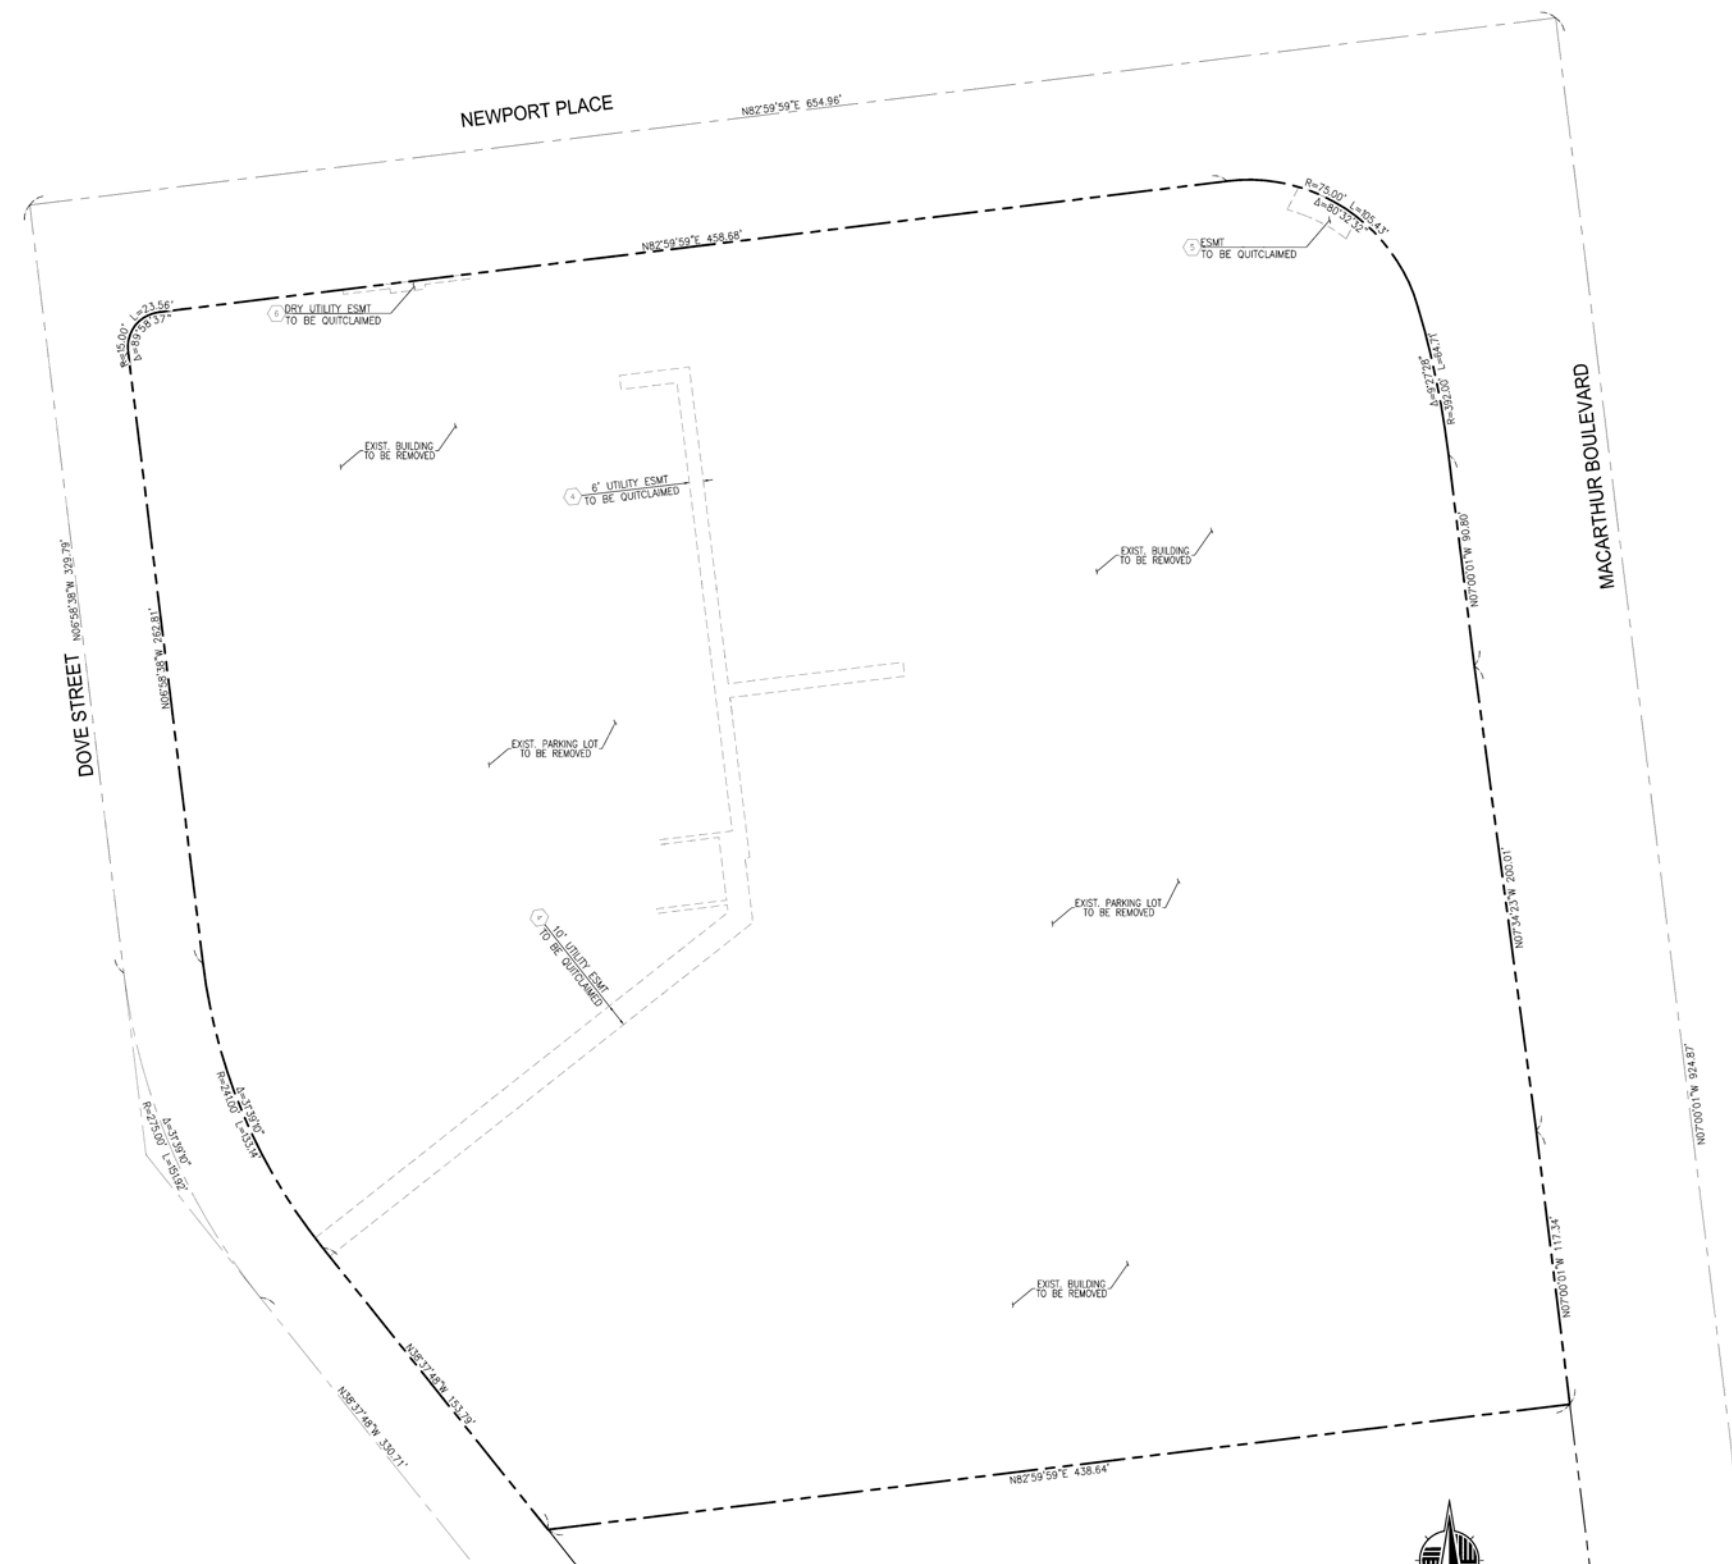 NEWPORT PLACE
N82°59'59"E 654.96'
N82°59'59"E 458.68'
R=75.00' L=105.43'
Δ=80°32'32"
5
ESMT
TO BE QUITCLAIMED
R=15.00' L=23.56'
Δ=89°58'37"
6
DRY UTILITY ESMT
TO BE QUITCLAIMED
Δ=9°27'28"
R=392.00' L=64.71'
MACARTHUR BOULEVARD
EXIST. BUILDING
TO BE REMOVED
4
6' UTILITY ESMT
TO BE QUITCLAIMED
EXIST. BUILDING
TO BE REMOVED
N07°00'01"W 90.80'
DOVE STREET
N06°58'38"W 329.79'
N06°58'38"W 262.81'
EXIST. PARKING LOT
TO BE REMOVED
EXIST. PARKING LOT
TO BE REMOVED
N07°34'23"W 200.01'
10' UTILITY ESMT
TO BE QUITCLAIMED
Δ=31°39'10"
R=241.00' L=133.14'
Δ=31°39'10"
R=275.00' L=151.92'
N07°00'01"W 924.87'
N07°00'01"W 117.34'
EXIST. BUILDING
TO BE REMOVED
N38°37'48"W 153.79'
N38°37'48"W 330.71'
N82°59'59"E 438.64'